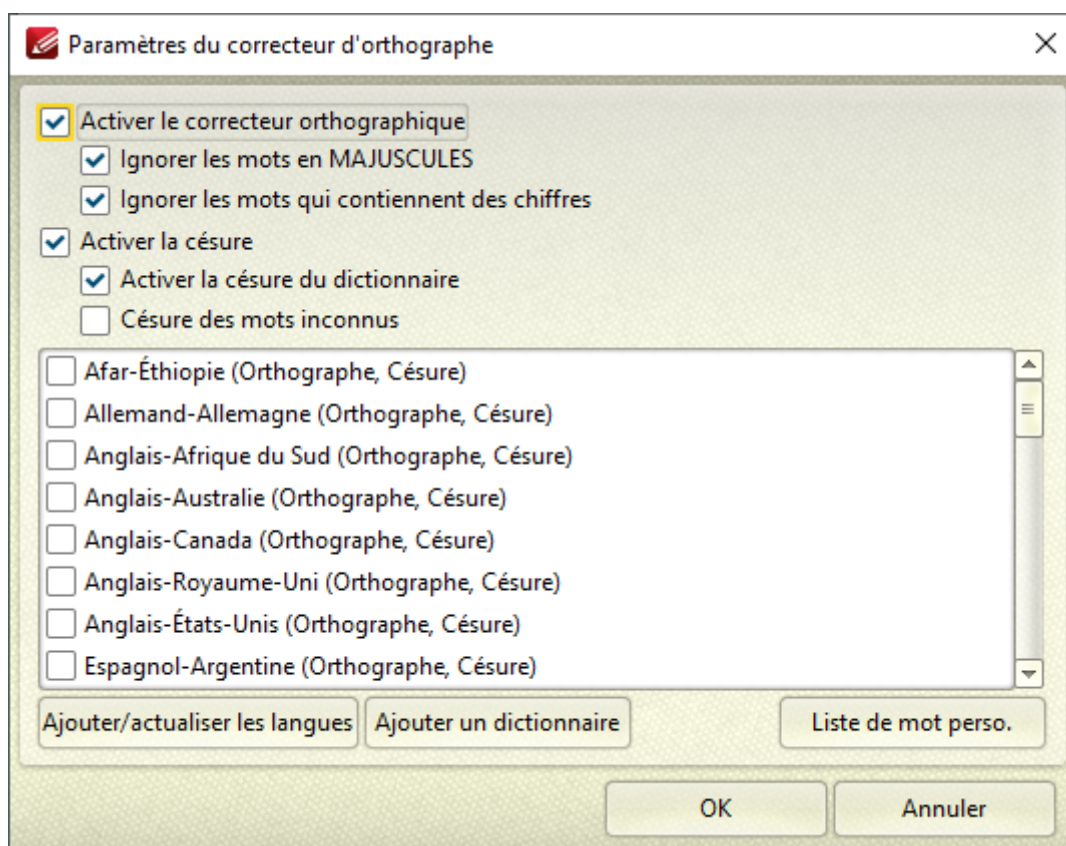 Paramètres du correcteur d'orthographe
Activer le correcteur orthographique
Ignorer les mots en MAJUSCULES
Ignorer les mots qui contiennent des chiffres
Activer la césure
Activer la césure du dictionnaire
Césure des mots inconnus
Afar-Éthiopie (Orthographe, Césure)
Allemand-Allemagne (Orthographe, Césure)
Anglais-Afrique du Sud (Orthographe, Césure)
Anglais-Australie (Orthographe, Césure)
Anglais-Canada (Orthographe, Césure)
Anglais-Royaume-Uni (Orthographe, Césure)
Anglais-États-Unis (Orthographe, Césure)
Espagnol-Argentine (Orthographe, Césure)
Ajouter/actualiser les langues Ajouter un dictionnaire Liste de mot perso.
OK Annuler